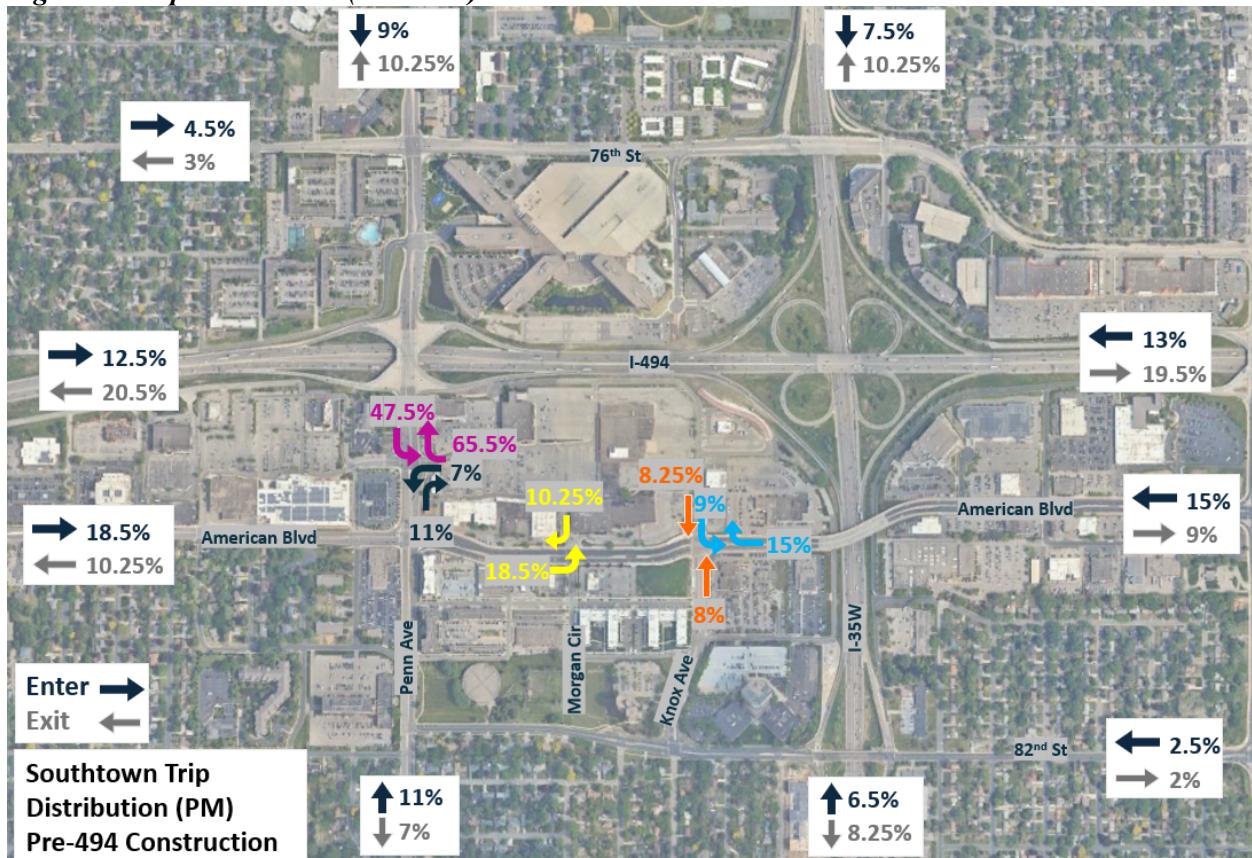 9%
10.25%
7.5%
10.25%
4.5%
3%
76th St
12.5%
20.5%
I-494
13%
19.5%
47.5%
65.5%
7%
11%
8.25%
10.25%
9%
18.5%
15%
8%
18.5%
10.25%
American Blvd
American Blvd
15%
9%
Penn Ave
Morgan Cir
Knox Ave
I-35W
Enter
Exit
82nd St
2.5%
2%
Southtown Trip
Distribution (PM)
Pre-494 Construction
11%
7%
6.5%
8.25%